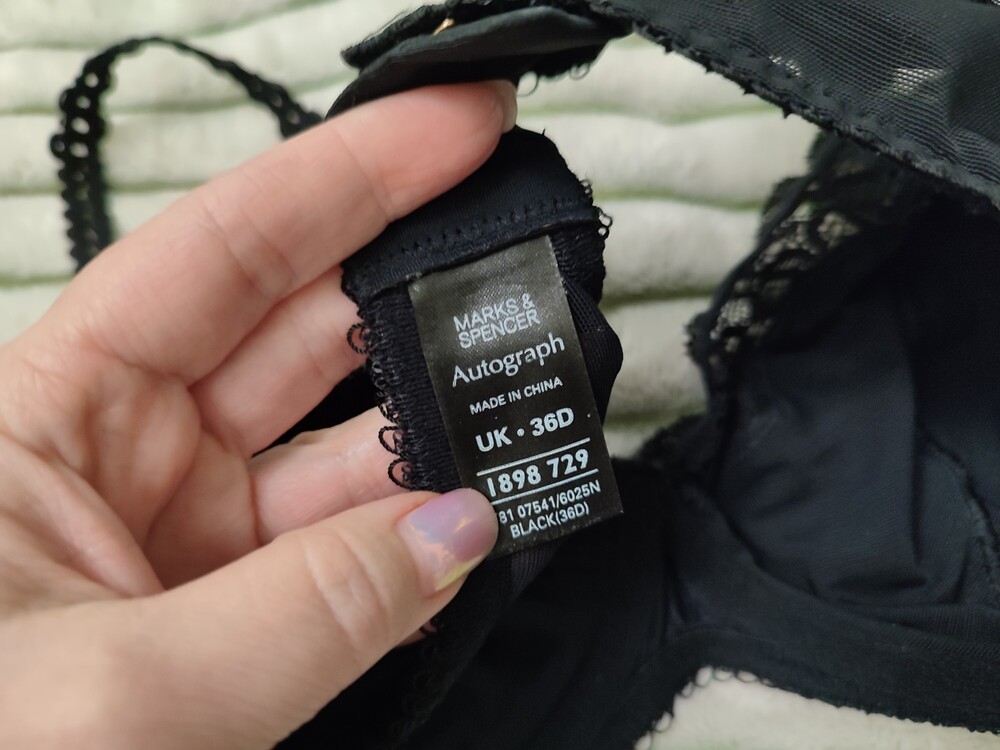 MARKS &
SPENCER
Autograph
MADE IN CHINA
UK • 36D
1898 729
81 07541/6025N
BLACK(36D)